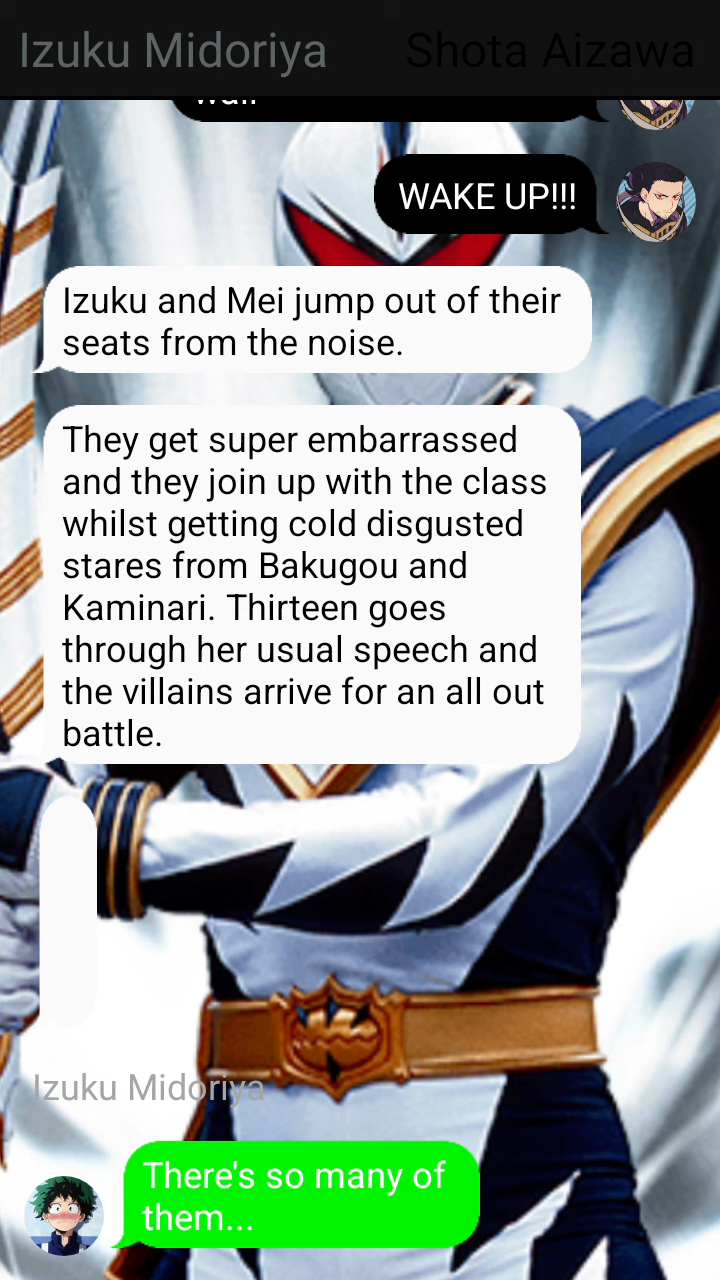 Izuku Midoriya Shota Aizawa
WAKE UP!!!
Izuku and Mei jump out of their
seats from the noise.
They get super embarrassed
and they join up with the class
whilst getting cold disgusted
stares from Bakugou and
Kaminari. Thirteen goes
through her usual speech and
the villains arrive for an all out
battle.
Izuku Midoriya
There's so many of
them...